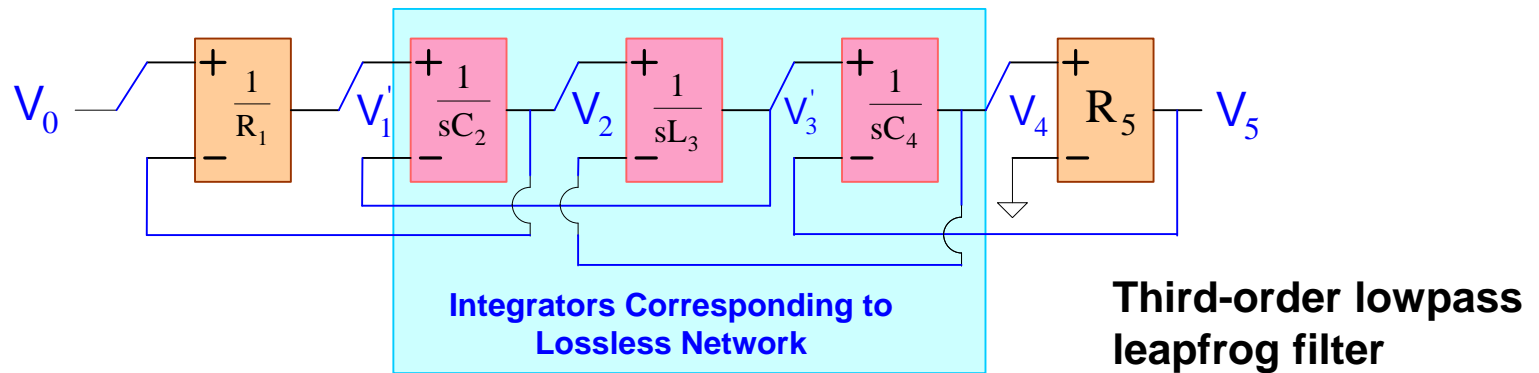 V₀
+
−
1/R₁
V₁'
+
−
1/sC₂
V₂
+
−
1/sL₃
V₃'
+
−
1/sC₄
V₄
+
−
R₅
V₅
Integrators Corresponding to
Lossless Network
Third-order lowpass
leapfrog filter